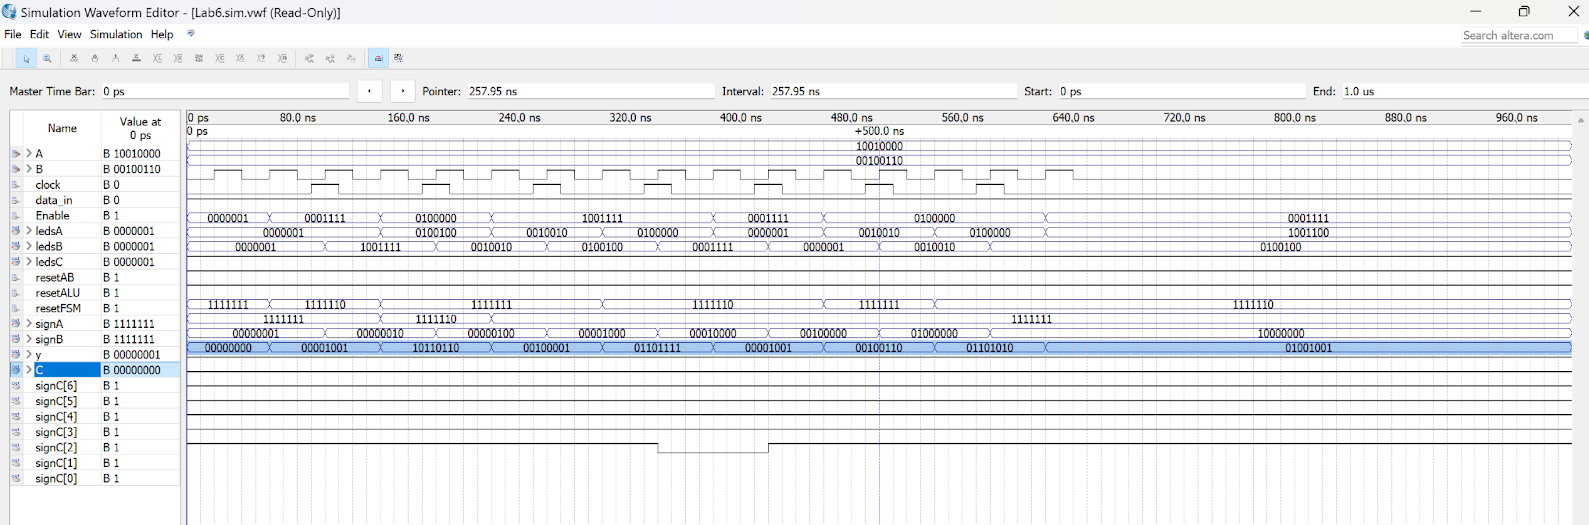 Simulation Waveform Editor - [Lab6.sim.vwf (Read-Only)]
File Edit View Simulation Help
Search altera.com
Master Time Bar: 0 ps Pointer: 257.95 ns Interval: 257.95 ns Start: 0 ps End: 1.0 us
Name Value at 0 ps
0 ps 80.0 ns 160.0 ns 240.0 ns 320.0 ns 400.0 ns 480.0 ns 560.0 ns 640.0 ns 720.0 ns 800.0 ns 880.0 ns 960.0 ns
0 ps +500.0 ns
A B 10010000
B B 00100110
clock B 0
data_in B 0
Enable B 1
ledsA B 0000001
ledsB B 0000001
ledsC B 0000001
resetAB B 1
resetALU B 1
resetFSM B 1
signA B 1111111
signB B 1111111
y B 00000001
C B 00000000
signC[6] B 1
signC[5] B 1
signC[4] B 1
signC[3] B 1
signC[2] B 1
signC[1] B 1
signC[0] B 1
10010000
00100110
0000001 0001111 0100000 1001111 0001111 0100000 0001111
0000001 0100100 0010010 0100000 0000001 0010010 0100000 1001100
0000001 1001111 0010010 0100100 0001111 0000001 0010010 0100100
1111111 1111110 1111111 1111110 1111111 1111110
1111111 1111110 1111111
00000001 00000010 00000100 00001000 00010000 00100000 01000000 10000000
00000000 00001001 10110110 00100001 01101111 00001001 00100110 01101010 01001001